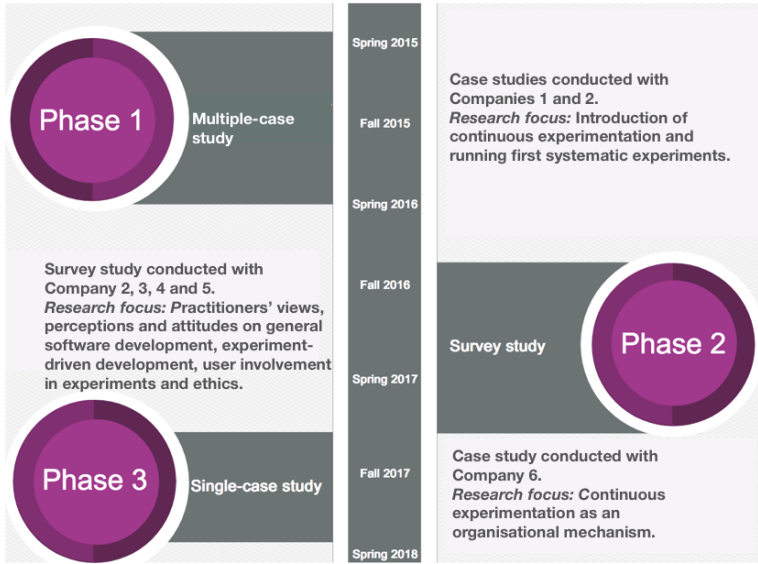 Phase 1
Multiple-case
study
Spring 2015
Fall 2015
Spring 2016
Fall 2016
Spring 2017
Fall 2017
Spring 2018
Case studies conducted with
Companies 1 and 2.
Research focus: Introduction of
continuous experimentation and
running first systematic experiments.
Survey study conducted with
Company 2, 3, 4 and 5.
Research focus: Practitioners’ views,
perceptions and attitudes on general
software development, experiment-
driven development, user involvement
in experiments and ethics.
Survey study
Phase 2
Phase 3
Single-case study
Case study conducted with
Company 6.
Research focus: Continuous
experimentation as an
organisational mechanism.